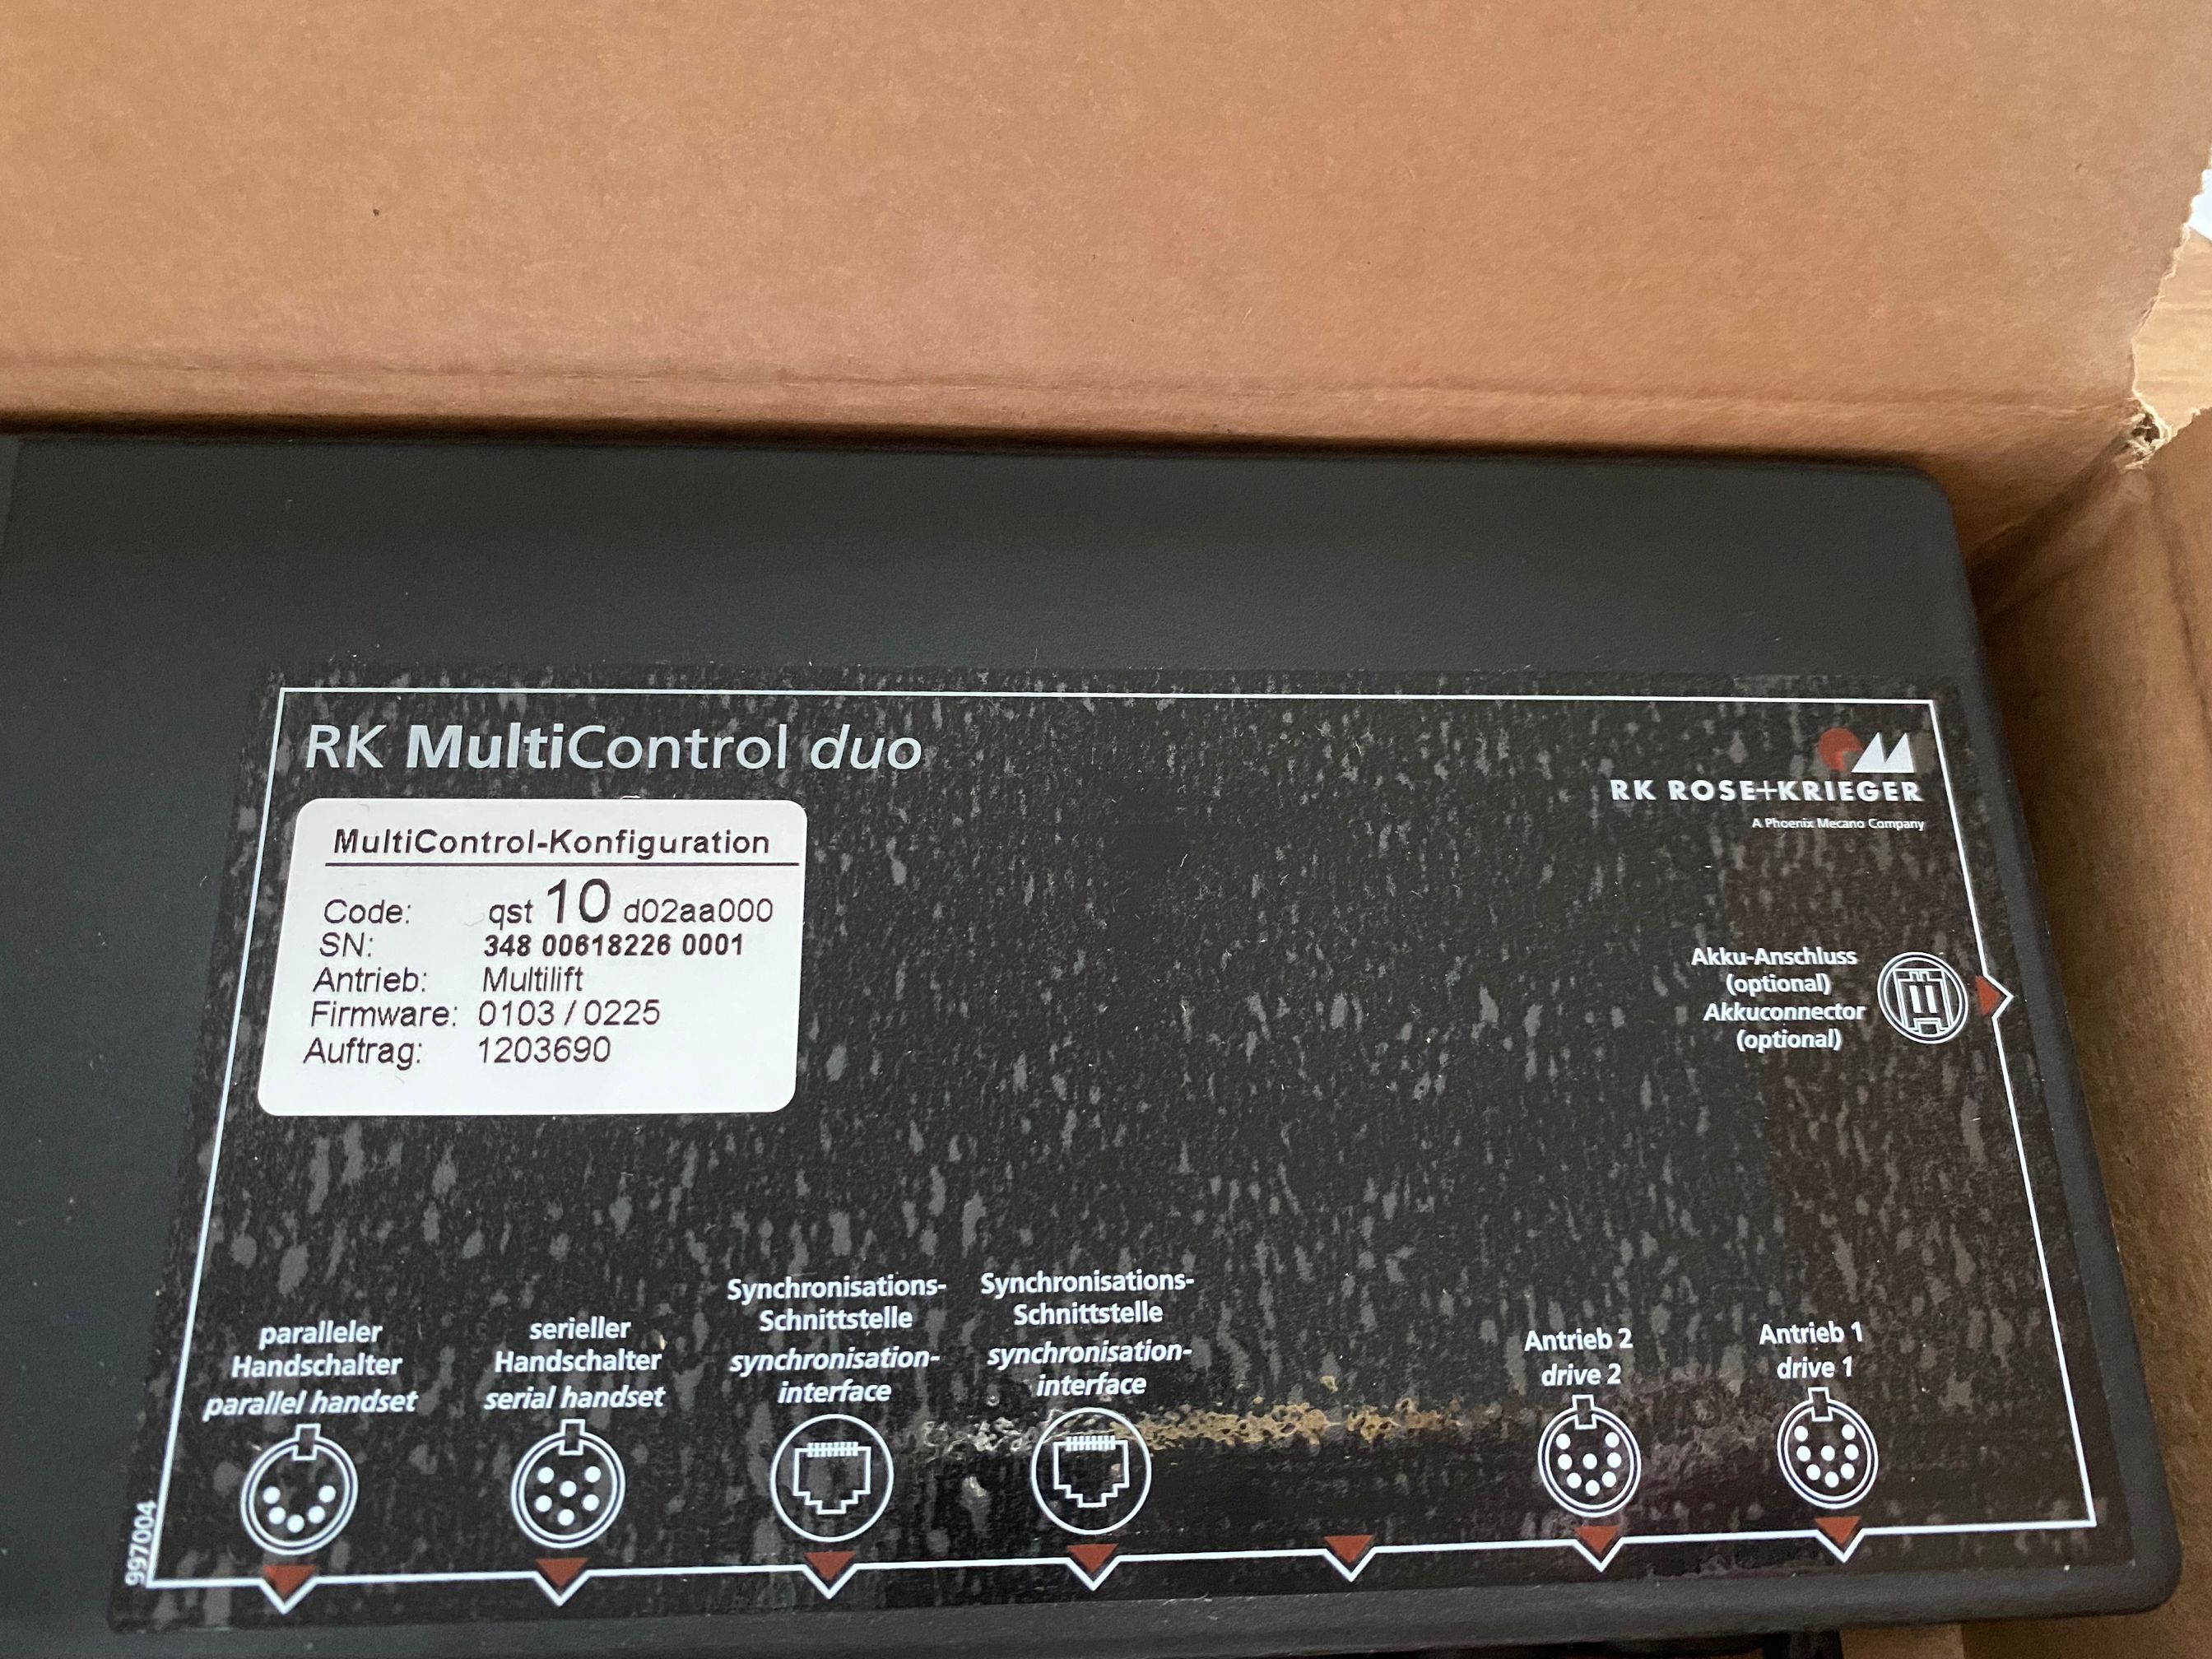 RK MultiControl duo
RK ROSE+KRIEGER
A Phoenix Mecano Company
MultiControl-Konfiguration
Code: qst 10 d02aa000
SN: 348 00618226 0001
Antrieb: Multilift
Firmware: 0103 / 0225
Auftrag: 1203690
Akku-Anschluss
(optional)
Akkuconnector
(optional)
paralleler
Handschalter
parallel handset
serieller
Handschalter
serial handset
Synchronisations-
Schnittstelle
synchronisation-
interface
Synchronisations-
Schnittstelle
synchronisation-
interface
Antrieb 2
drive 2
Antrieb 1
drive 1
997004